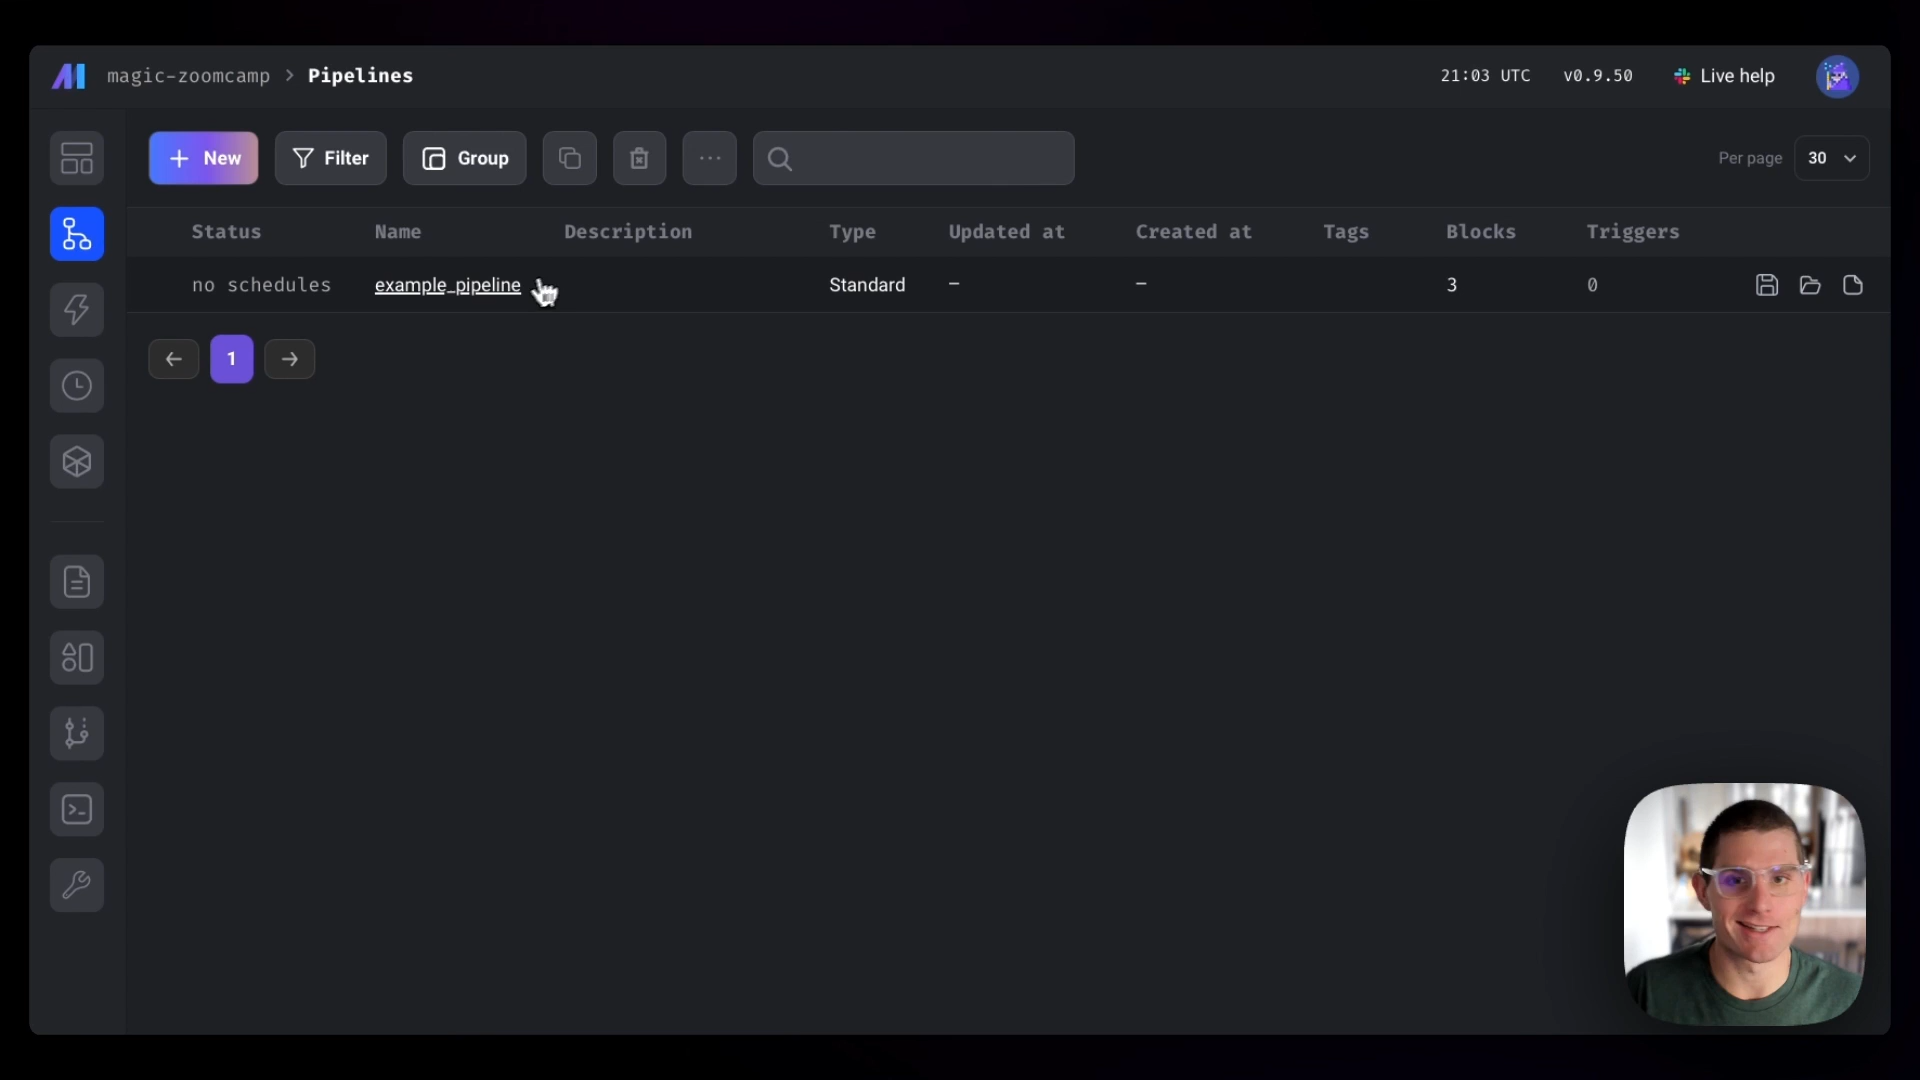 magic-zoomcamp > Pipelines
21:03 UTC v0.9.50 Live help
+ New Filter Group ...
Per page 30
Status Name Description Type Updated at Created at Tags Blocks Triggers
no schedules example_pipeline Standard — — 3 0
← 1 →